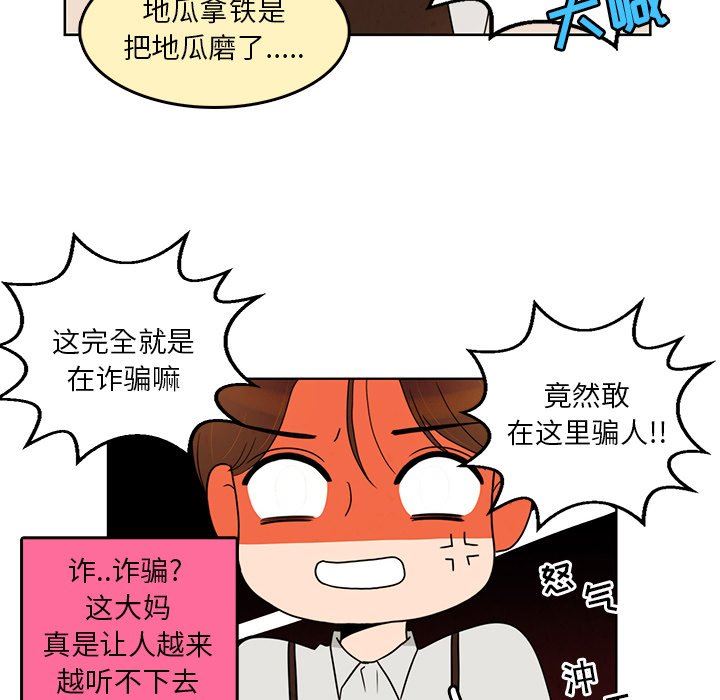 地瓜拿铁是
把地瓜磨了.....
大喊
这完全就是
在诈骗嘛
竟然敢
在这里骗人!!
诈..诈骗?
这大妈
真是让人越来
越听不下去
怒气
冲